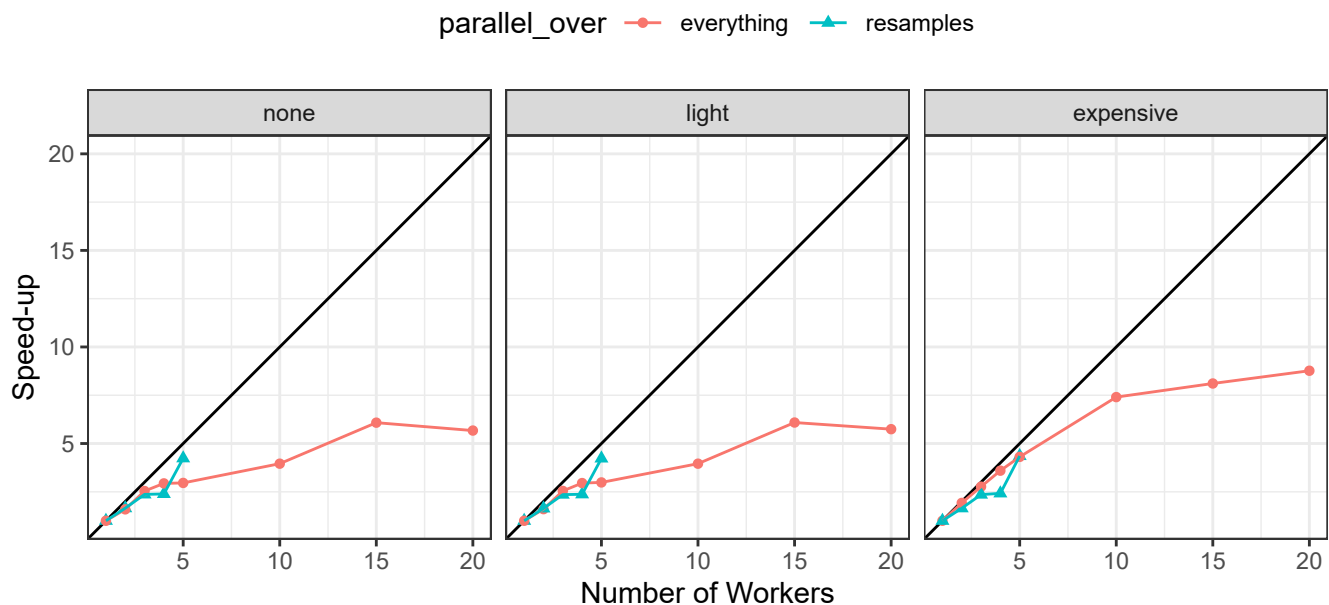 parallel_over everything resamples
none light expensive
20
15
10
5
Speed-up
5 10 15 20 5 10 15 20 5 10 15 20
Number of Workers